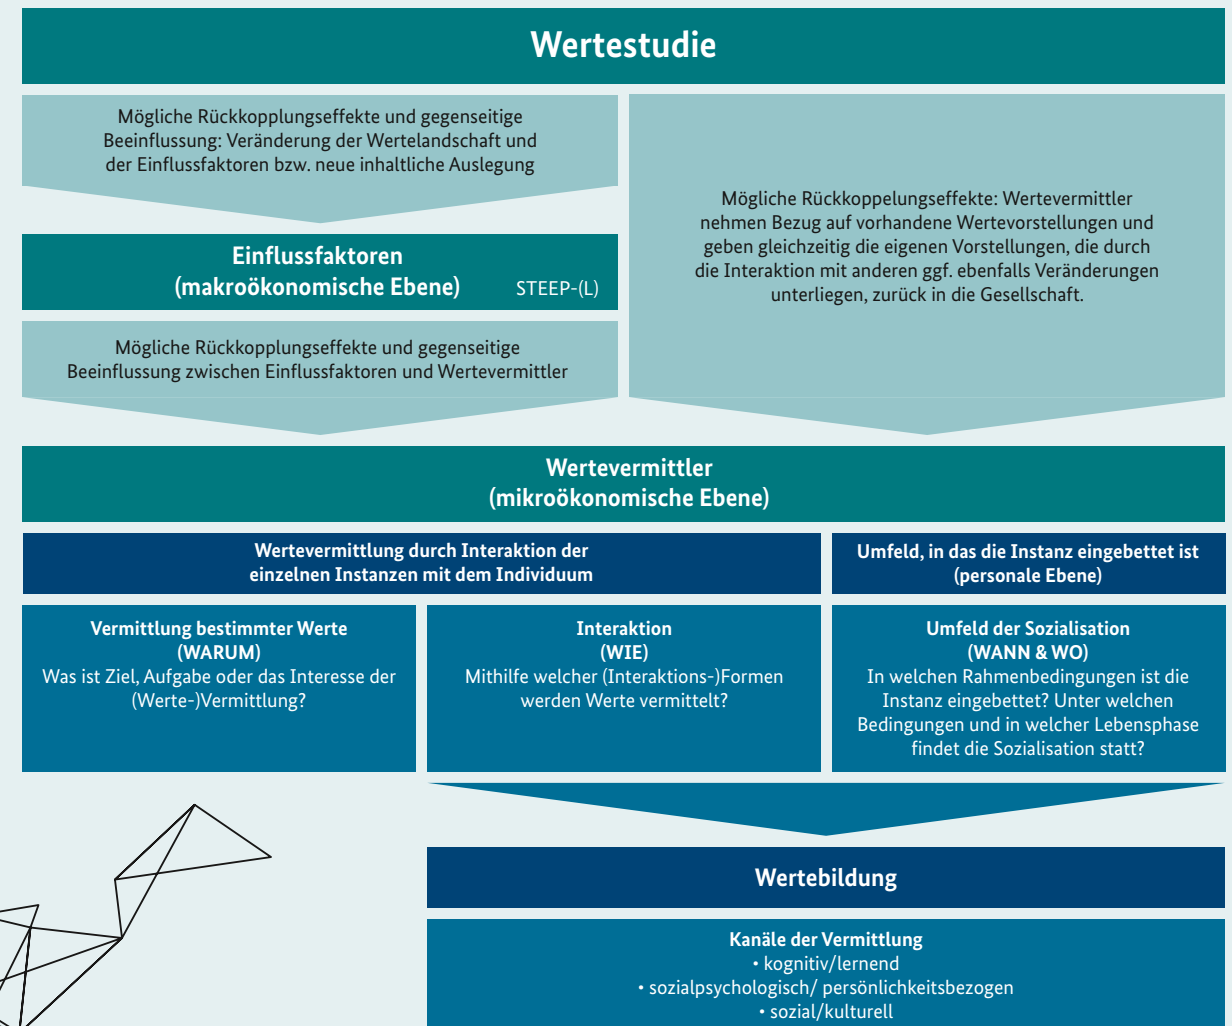 Wertestudie
Mögliche Rückkopplungseffekte und gegenseitige
Beeinflussung: Veränderung der Wertelandschaft und
der Einflussfaktoren bzw. neue inhaltliche Auslegung
Mögliche Rückkoppelungseffekte: Wertevermittler
nehmen Bezug auf vorhandene Wertevorstellungen und
geben gleichzeitig die eigenen Vorstellungen, die durch
die Interaktion mit anderen ggf. ebenfalls Veränderungen
unterliegen, zurück in die Gesellschaft.
Einflussfaktoren
(makroökonomische Ebene) STEEP-(L)
Mögliche Rückkopplungseffekte und gegenseitige
Beeinflussung zwischen Einflussfaktoren und Wertevermittler
Wertevermittler
(mikroökonomische Ebene)
Wertevermittlung durch Interaktion der
einzelnen Instanzen mit dem Individuum
Umfeld, in das die Instanz eingebettet ist
(personale Ebene)
Vermittlung bestimmter Werte
(WARUM)
Was ist Ziel, Aufgabe oder das Interesse der
(Werte-)Vermittlung?
Interaktion
(WIE)
Mithilfe welcher (Interaktions-)Formen
werden Werte vermittelt?
Umfeld der Sozialisation
(WANN & WO)
In welchen Rahmenbedingungen ist die
Instanz eingebettet? Unter welchen
Bedingungen und in welcher Lebensphase
findet die Sozialisation statt?
Wertebildung
Kanäle der Vermittlung
• kognitiv/lernend
• sozialpsychologisch/ persönlichkeitsbezogen
• sozial/kulturell